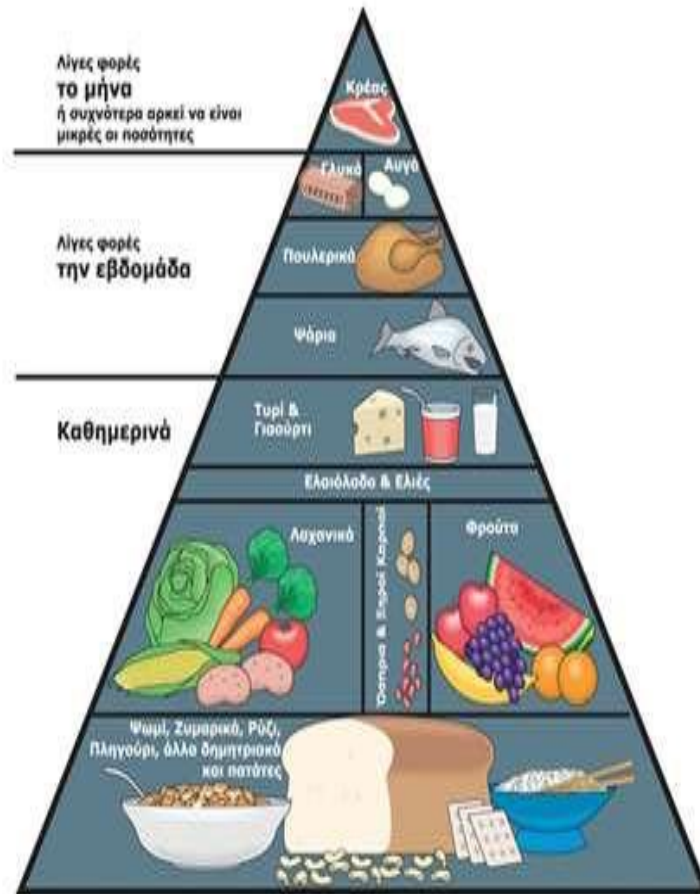 Λίγες φορές
το μήνα
ή συχνότερα αρκεί να είναι
μικρές οι ποσότητες
Κρέας
Γλυκά
Αυγά
Λίγες φορές
την εβδομάδα
Πουλερικά
Ψάρια
Καθημερινά
Τυρί &
Γιαούρτι
Ελαιόλαδο & Ελιές
Λαχανικά
Όσπρια & Ξηροί Καρποί
Φρούτα
Ψωμί, Ζυμαρικά, Ρύζι,
Πληγούρι, άλλα δημητριακά
και πατάτες